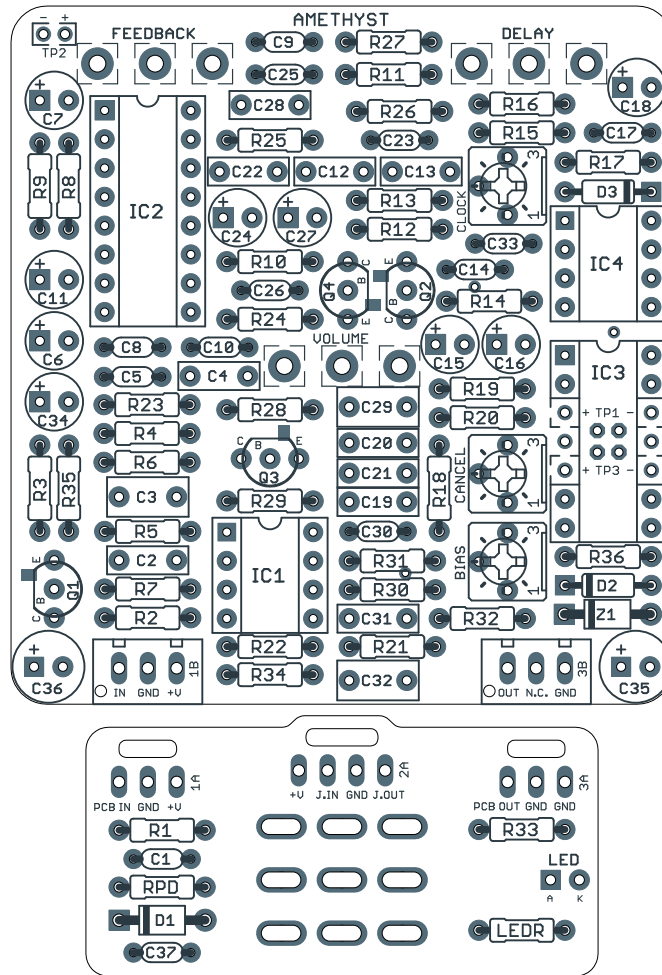 AMETHYST
- +
TP2
FEEDBACK
C9
R27
DELAY
C25
R11
C7
C28
R26
R16
C18
R25
C23
R15
C17
R9
R8
C22
C12
C13
CLOCK
3
1
R17
IC2
R13
D3
C24
C27
R12
C33
R10
Q4
C
B
E
Q2
E
B
C
C14
IC4
C11
C26
R14
R24
VOLUME
C6
C8
C10
C15
C16
IC3
C5
C4
R19
C34
R23
R28
C29
R20
+ TP1 -
R4
C20
C
B
E
Q3
CANCEL
3
1
R6
C21
+ TP3 -
R3
R35
C3
R29
C19
R18
R5
C30
BIAS
3
1
C2
IC1
R31
R36
E
B
C
Q1
R7
R30
D2
R2
C31
R32
Z1
R22
R21
C36
IN GND +V
1B
R34
C32
OUT N.C. GND
3B
C35
1A
2A
3A
PCB IN GND +V
+V J.IN GND J.OUT
PCB OUT GND GND
R1
R33
C1
LED
RPD
A K
D1
LEDR
C37